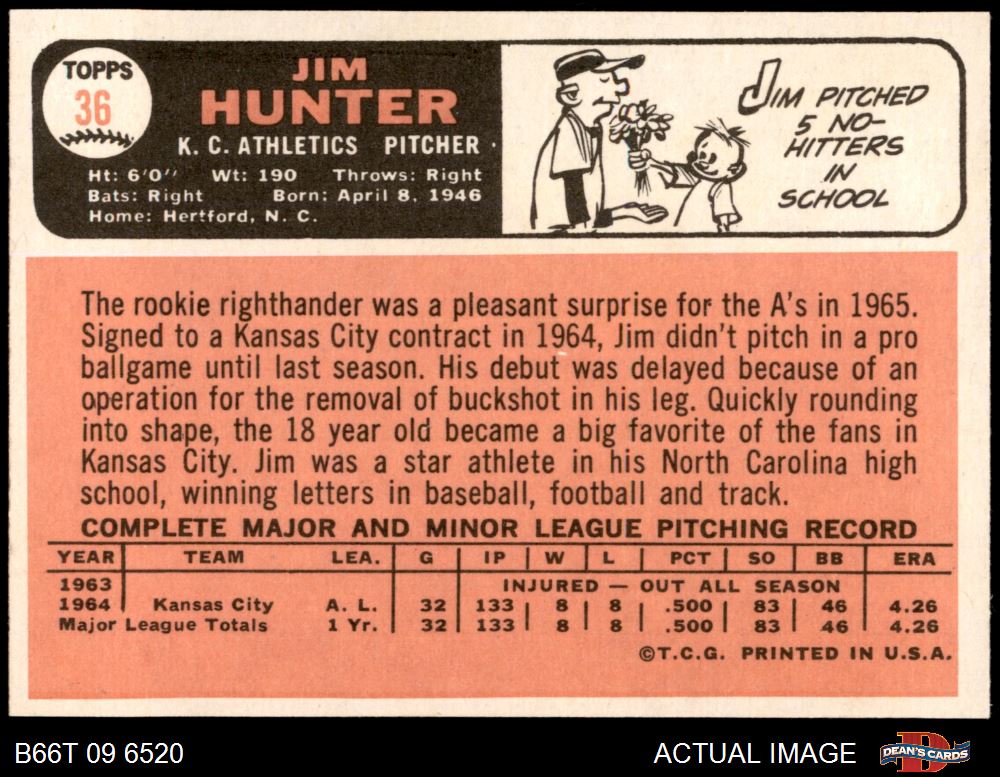 TOPPS
36
JIM
HUNTER
K. C. ATHLETICS PITCHER
Ht: 6'0" Wt: 190 Throws: Right
Bats: Right Born: April 8, 1946
Home: Hertford, N. C.
JIM PITCHED
5 NO-
HITTERS
IN
SCHOOL
The rookie righthander was a pleasant surprise for the A's in 1965.
Signed to a Kansas City contract in 1964, Jim didn't pitch in a pro
ballgame until last season. His debut was delayed because of an
operation for the removal of buckshot in his leg. Quickly rounding
into shape, the 18 year old became a big favorite of the fans in
Kansas City. Jim was a star athlete in his North Carolina high
school, winning letters in baseball, football and track.
COMPLETE MAJOR AND MINOR LEAGUE PITCHING RECORD
YEAR TEAM LEA. G IP W L PCT SO BB ERA
1963 INJURED — OUT ALL SEASON
1964 Kansas City A. L. 32 133 8 8 .500 83 46 4.26
Major League Totals 1 Yr. 32 133 8 8 .500 83 46 4.26
©T.C.G. PRINTED IN U.S.A.
B66T 09 6520
ACTUAL IMAGE
DEAN'S CARDS